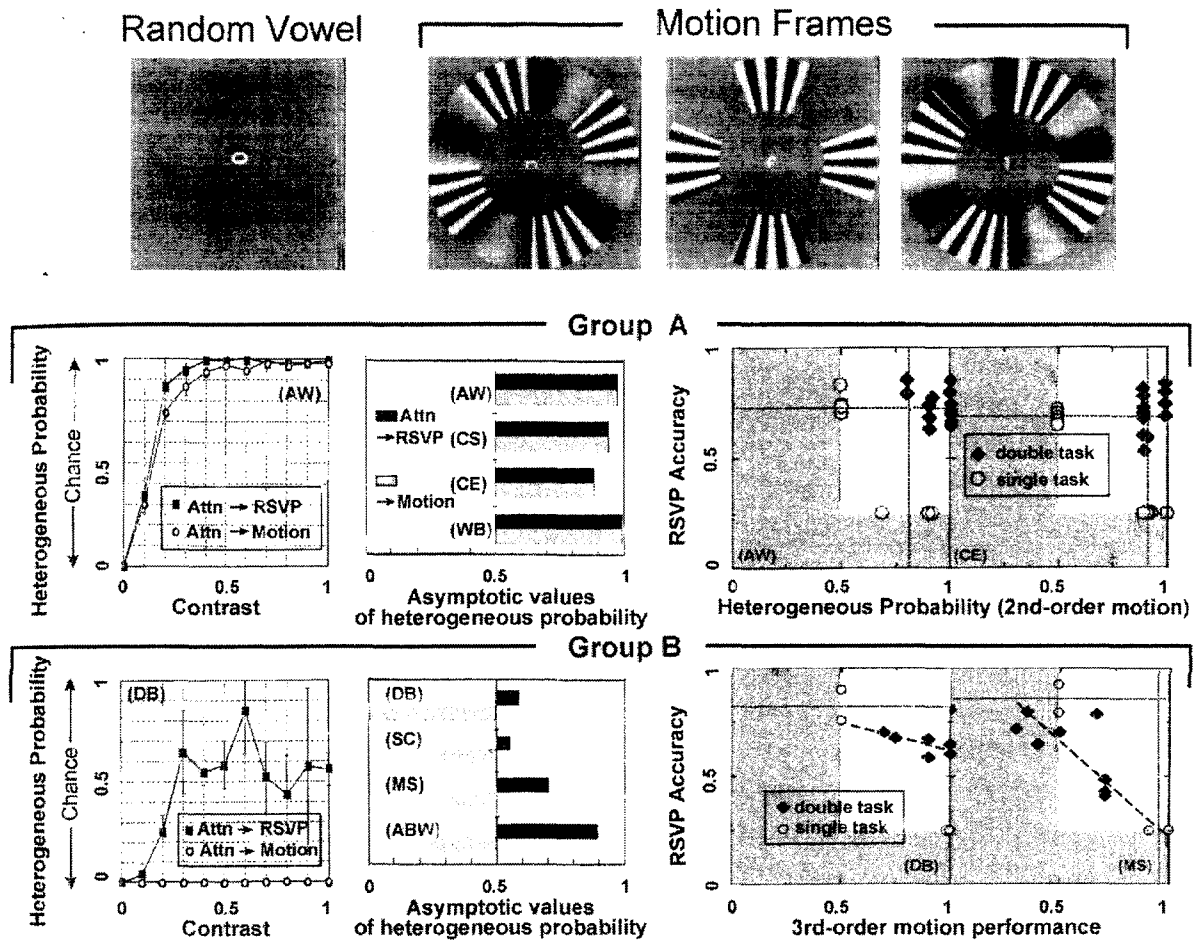 Random Vowel
Motion Frames
Group A
Heterogeneous Probability
Chance
1
0.5
0
(AW)
Attn → RSVP
Attn → Motion
0 0.5 1
Contrast
(AW)
Attn
→RSVP
(CS)
(CE)
→Motion
(WB)
0 0.5 1
Asymptotic values
of heterogeneous probability
RSVP Accuracy
1
0.5
0
double task
single task
(AW)
(CE)
0 0.5 1 0.5 1
Heterogeneous Probability (2nd-order motion)
Group B
Heterogeneous Probability
Chance
1
0.5
0
(DB)
Attn → RSVP
Attn → Motion
0 0.5 1
Contrast
(DB)
(SC)
(MS)
(ABW)
0 0.5 1
Asymptotic values
of heterogeneous probability
RSVP Accuracy
1
0.5
0
double task
single task
(DB)
(MS)
0 0.5 1 0.5 1
3rd-order motion performance